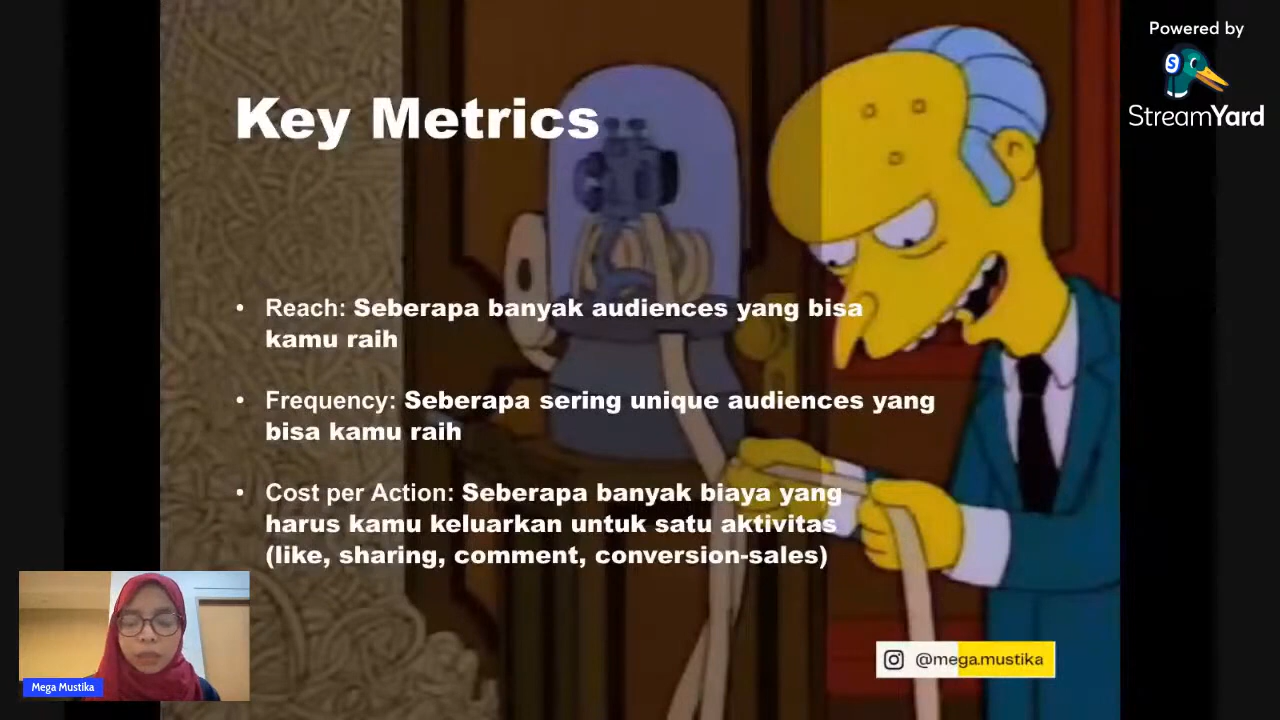 Powered by
S
StreamYard
Key Metrics
• Reach: Seberapa banyak audiences yang bisa
kamu raih
• Frequency: Seberapa sering unique audiences yang
bisa kamu raih
• Cost per Action: Seberapa banyak biaya yang
harus kamu keluarkan untuk satu aktivitas
(like, sharing, comment, conversion-sales)
Mega Mustika
@mega.mustika